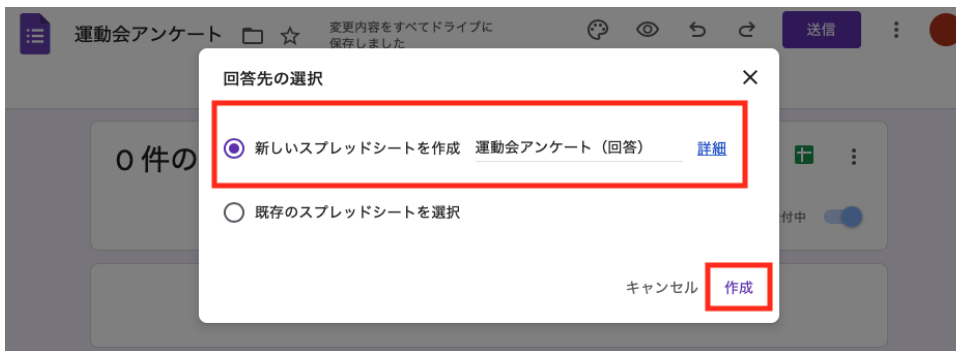 運動会アンケート
変更内容をすべてドライブに
保存しました
送信
回答先の選択
0 件の
新しいスプレッドシートを作成 運動会アンケート（回答） 詳細
既存のスプレッドシートを選択
付中
キャンセル 作成